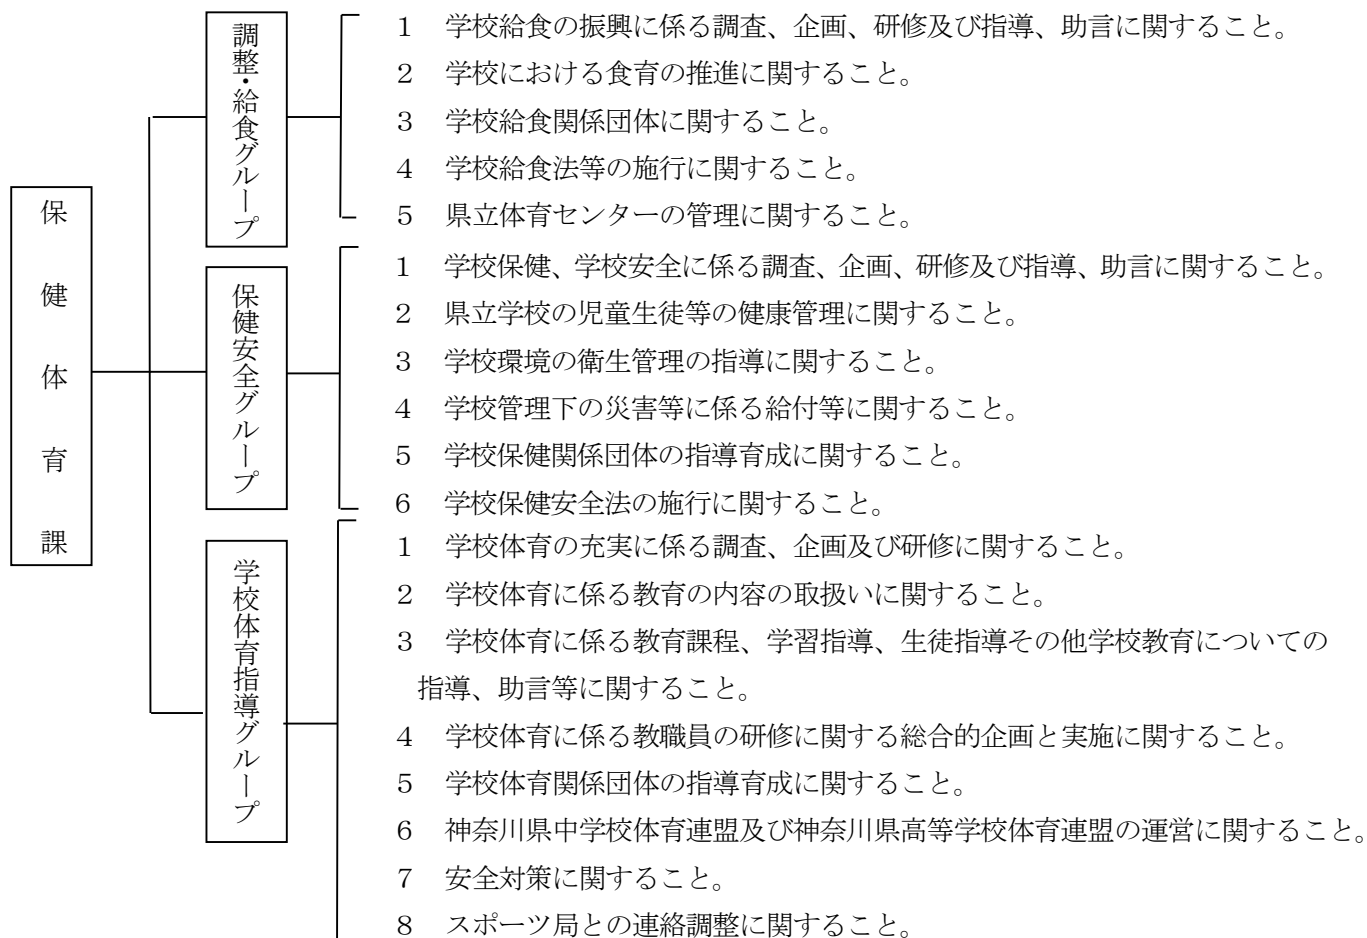 保健体育課
調整・給食グループ
１　学校給食の振興に係る調査、企画、研修及び指導、助言に関すること。
２　学校における食育の推進に関すること。
３　学校給食関係団体に関すること。
４　学校給食法等の施行に関すること。
５　県立体育センターの管理に関すること。
保健安全グループ
１　学校保健、学校安全に係る調査、企画、研修及び指導、助言に関すること。
２　県立学校の児童生徒等の健康管理に関すること。
３　学校環境の衛生管理の指導に関すること。
４　学校管理下の災害等に係る給付等に関すること。
５　学校保健関係団体の指導育成に関すること。
６　学校保健安全法の施行に関すること。
学校体育指導グループ
１　学校体育の充実に係る調査、企画及び研修に関すること。
２　学校体育に係る教育の内容の取扱いに関すること。
３　学校体育に係る教育課程、学習指導、生徒指導その他学校教育についての
指導、助言等に関すること。
４　学校体育に係る教職員の研修に関する総合的企画と実施に関すること。
５　学校体育関係団体の指導育成に関すること。
６　神奈川県中学校体育連盟及び神奈川県高等学校体育連盟の運営に関すること。
７　安全対策に関すること。
８　スポーツ局との連絡調整に関すること。